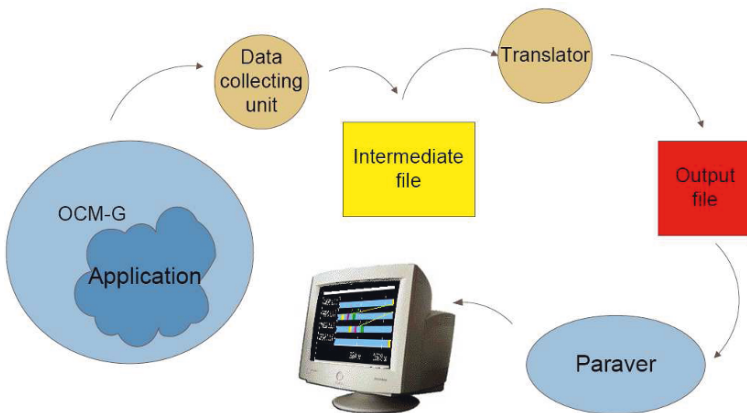 Data
collecting
unit
Translator
Intermediate
file
Output
file
OCM-G
Application
Paraver